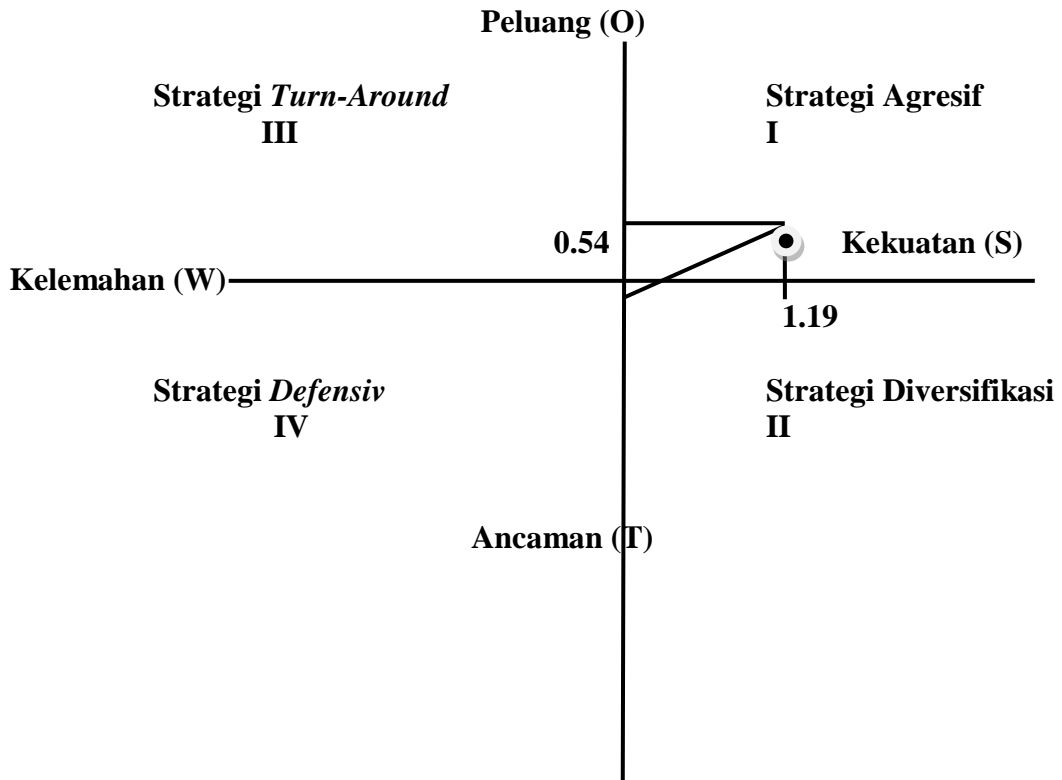 Peluang (O)
Strategi Turn-Around
III
Strategi Agresif
I
0.54
Kekuatan (S)
Kelemahan (W)
1.19
Strategi Defensiv
IV
Strategi Diversifikasi
II
Ancaman (T)